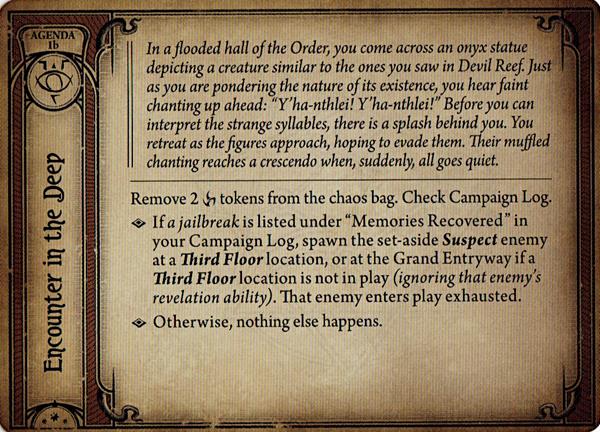 AGENDA
1b
Encounter in the Deep
In a flooded hall of the Order, you come across an onyx statue
depicting a creature similar to the ones you saw in Devil Reef. Just
as you are pondering the nature of its existence, you hear faint
chanting up ahead: “Y’ha-nthlei! Y’ha-nthlei!” Before you can
interpret the strange syllables, there is a splash behind you. You
retreat as the figures approach, hoping to evade them. Their muffled
chanting reaches a crescendo when, suddenly, all goes quiet.
Remove 2 tokens from the chaos bag. Check Campaign Log.
If a jailbreak is listed under “Memories Recovered” in
your Campaign Log, spawn the set-aside Suspect enemy
at a Third Floor location, or at the Grand Entryway if a
Third Floor location is not in play (ignoring that enemy’s
revelation ability). That enemy enters play exhausted.
Otherwise, nothing else happens.